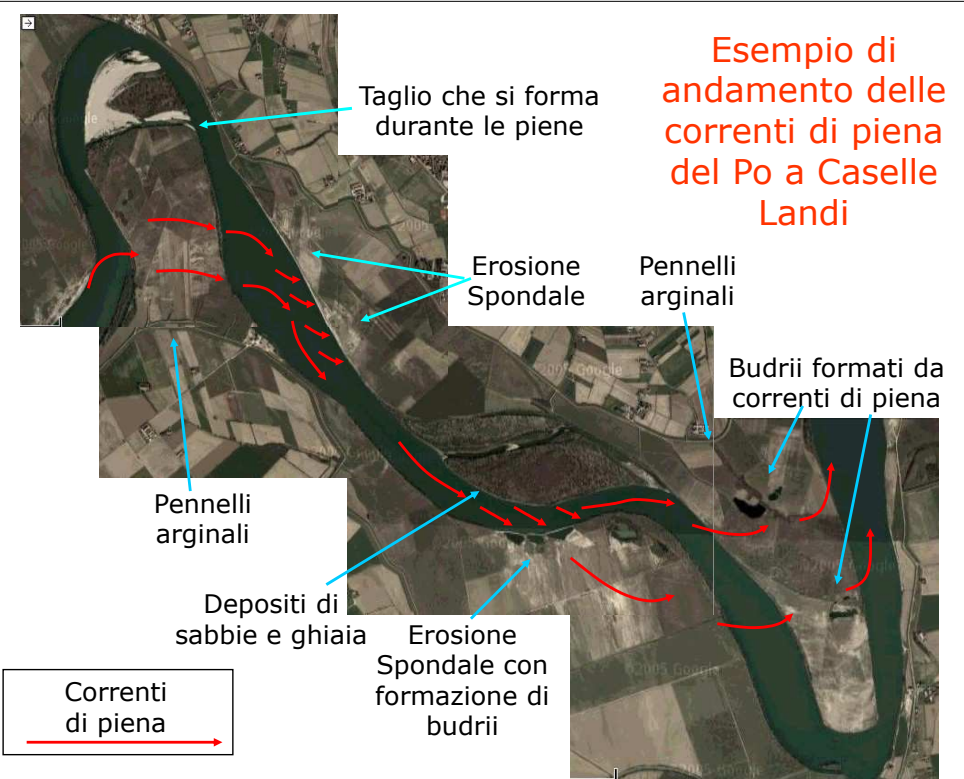 Esempio di
andamento delle
correnti di piena
del Po a Caselle
Landi
Taglio che si forma
durante le piene
Erosione
Spondale
Pennelli
arginali
Budrii formati da
correnti di piena
Pennelli
arginali
Depositi di
sabbie e ghiaia
Erosione
Spondale con
formazione di
budrii
Correnti
di piena
©2005 Google